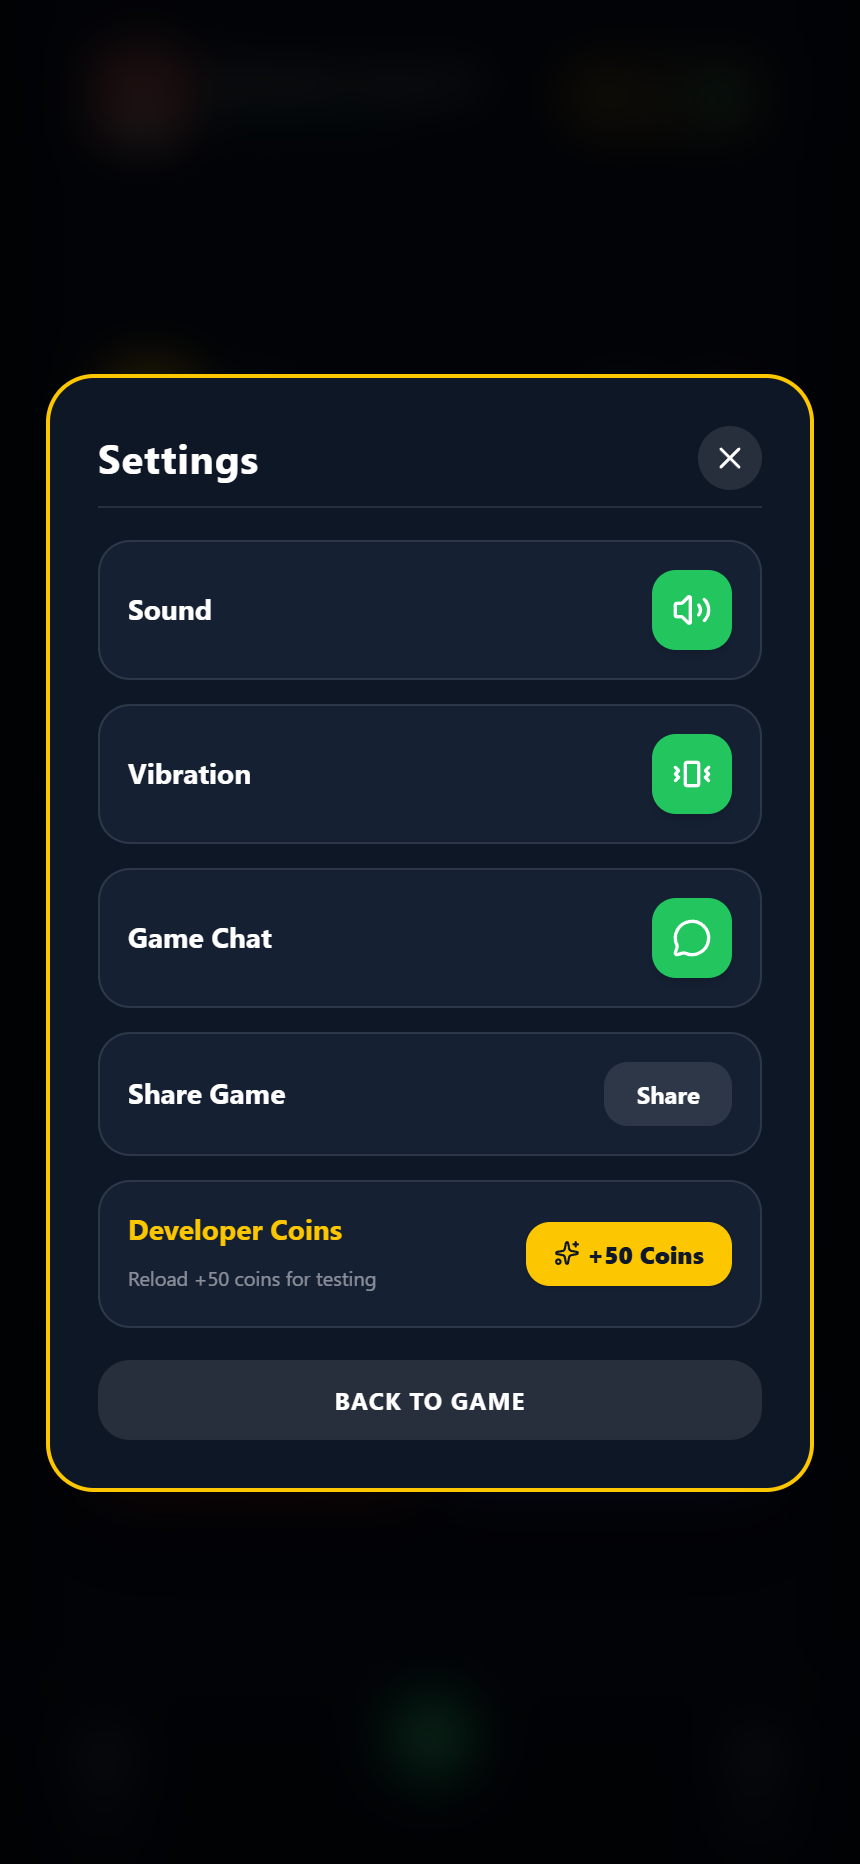 Settings
Sound
Vibration
Game Chat
Share Game
Share
Developer Coins
Reload +50 coins for testing
+50 Coins
BACK TO GAME